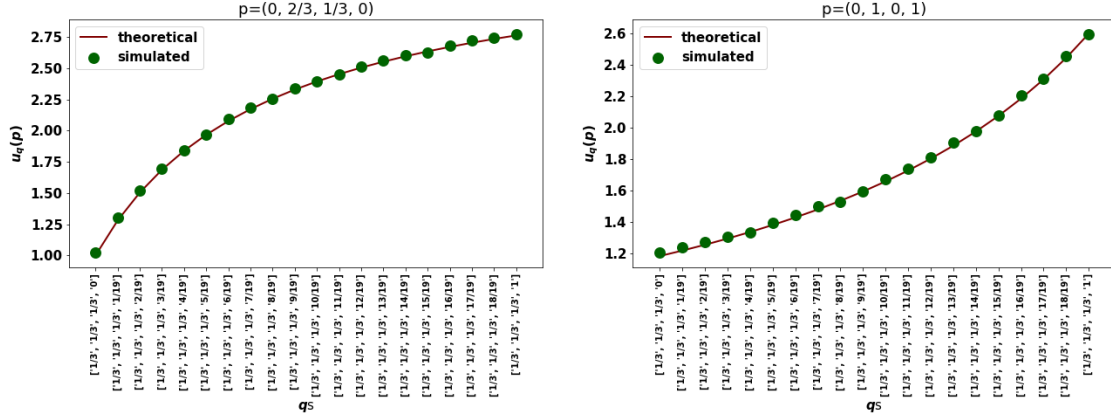 p=(0, 2/3, 1/3, 0)
theoretical
simulated
u_q(p)
2.75
2.50
2.25
2.00
1.75
1.50
1.25
1.00
['1/3', '1/3', '1/3', '0']
['1/3', '1/3', '1/3', '1/19']
['1/3', '1/3', '1/3', '2/19']
['1/3', '1/3', '1/3', '3/19']
['1/3', '1/3', '1/3', '4/19']
['1/3', '1/3', '1/3', '5/19']
['1/3', '1/3', '1/3', '6/19']
['1/3', '1/3', '1/3', '7/19']
['1/3', '1/3', '1/3', '8/19']
['1/3', '1/3', '1/3', '9/19']
['1/3', '1/3', '1/3', '10/19']
['1/3', '1/3', '1/3', '11/19']
['1/3', '1/3', '1/3', '12/19']
['1/3', '1/3', '1/3', '13/19']
['1/3', '1/3', '1/3', '14/19']
['1/3', '1/3', '1/3', '15/19']
['1/3', '1/3', '1/3', '16/19']
['1/3', '1/3', '1/3', '17/19']
['1/3', '1/3', '1/3', '18/19']
['1/3', '1/3', '1/3', '1']
qs
p=(0, 1, 0, 1)
theoretical
simulated
u_q(p)
2.6
2.4
2.2
2.0
1.8
1.6
1.4
1.2
['1/3', '1/3', '1/3', '0']
['1/3', '1/3', '1/3', '1/19']
['1/3', '1/3', '1/3', '2/19']
['1/3', '1/3', '1/3', '3/19']
['1/3', '1/3', '1/3', '4/19']
['1/3', '1/3', '1/3', '5/19']
['1/3', '1/3', '1/3', '6/19']
['1/3', '1/3', '1/3', '7/19']
['1/3', '1/3', '1/3', '8/19']
['1/3', '1/3', '1/3', '9/19']
['1/3', '1/3', '1/3', '10/19']
['1/3', '1/3', '1/3', '11/19']
['1/3', '1/3', '1/3', '12/19']
['1/3', '1/3', '1/3', '13/19']
['1/3', '1/3', '1/3', '14/19']
['1/3', '1/3', '1/3', '15/19']
['1/3', '1/3', '1/3', '16/19']
['1/3', '1/3', '1/3', '17/19']
['1/3', '1/3', '1/3', '18/19']
['1/3', '1/3', '1/3', '1']
qs